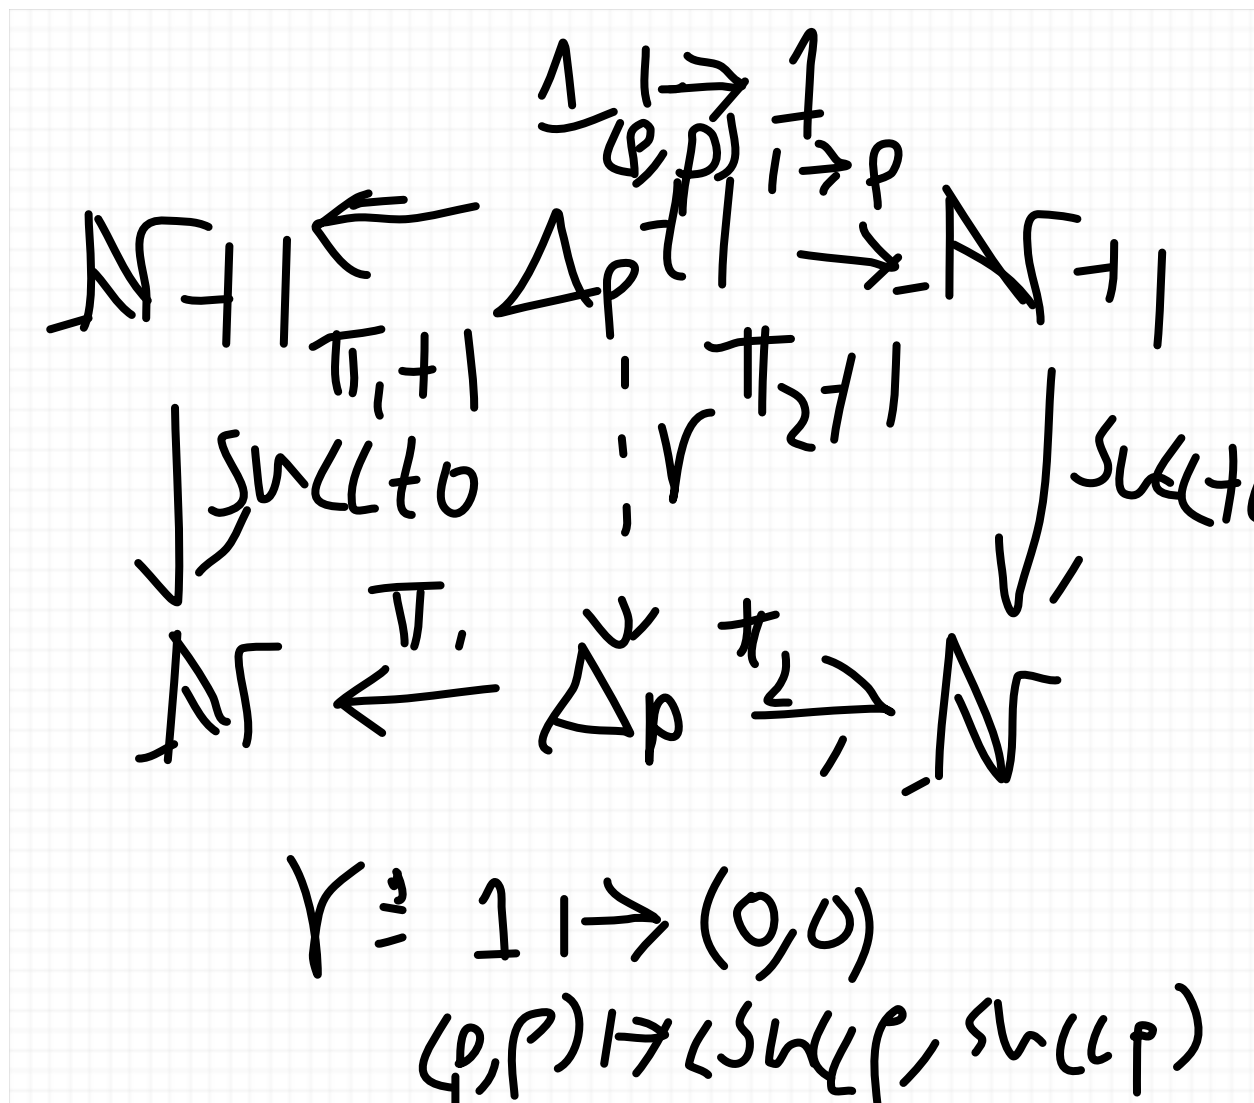 1 ↦ 1
(p,p) ↦ p
ℕ+1 ← Δp+1 → ℕ+1
π₁+1 π₂+1
succ+0 r
π₁ π₂
ℕ ← Δp → ℕ
r := 1 ↦ (0,0)
(p,p) ↦ (succ p, succ p)